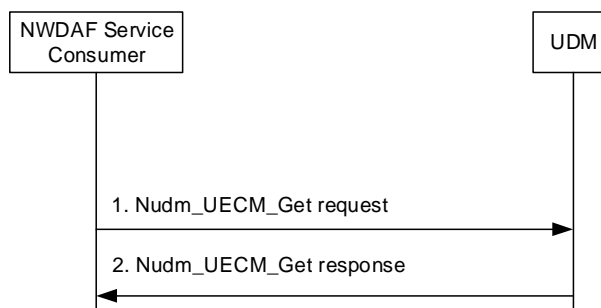 NWDAF Service
Consumer
UDM
1. Nudm_UECM_Get request
2. Nudm_UECM_Get response